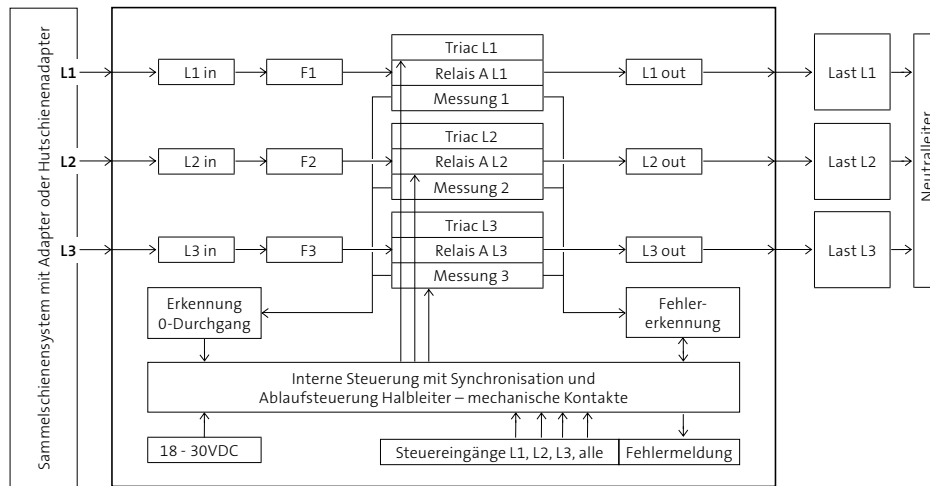 Sammelschienensystem mit Adapter oder Hutschienenadapter
L1
L1 in
F1
Triac L1
Relais A L1
Messung 1
L1 out
Last L1
L2
L2 in
F2
Triac L2
Relais A L2
Messung 2
L2 out
Last L2
L3
L3 in
F3
Triac L3
Relais A L3
Messung 3
L3 out
Last L3
Neutralleiter
Erkennung
0-Durchgang
Fehler-
erkennung
Interne Steuerung mit Synchronisation und
Ablaufsteuerung Halbleiter – mechanische Kontakte
18 - 30VDC
Steuereingänge L1, L2, L3, alle
Fehlermeldung